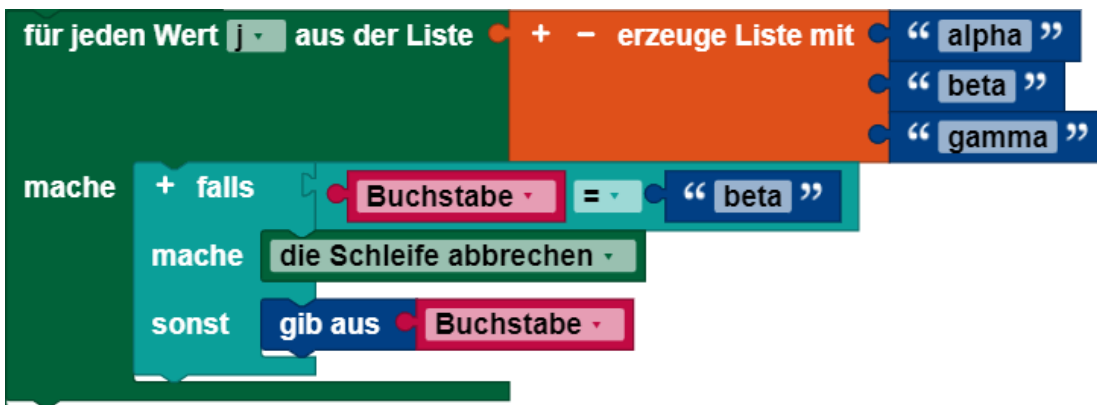 für jeden Wert j aus der Liste + − erzeuge Liste mit “ alpha ”
“ beta ”
“ gamma ”
mache + falls Buchstabe = “ beta ”
mache die Schleife abbrechen
sonst gib aus Buchstabe